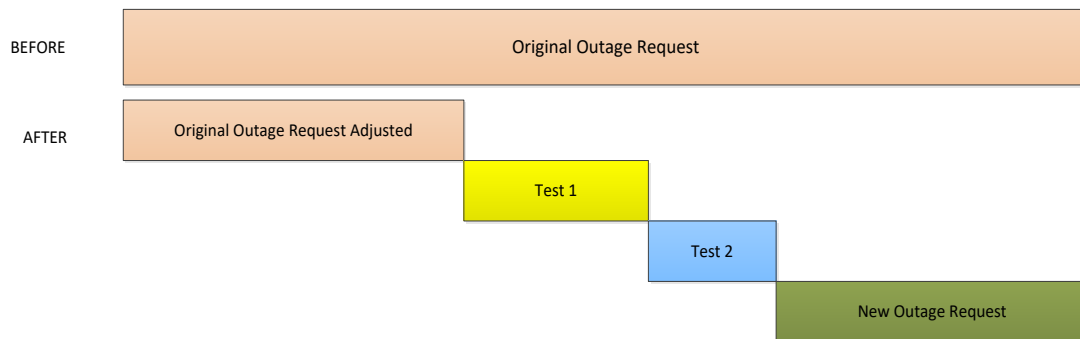 BEFORE
Original Outage Request
AFTER
Original Outage Request Adjusted
Test 1
Test 2
New Outage Request